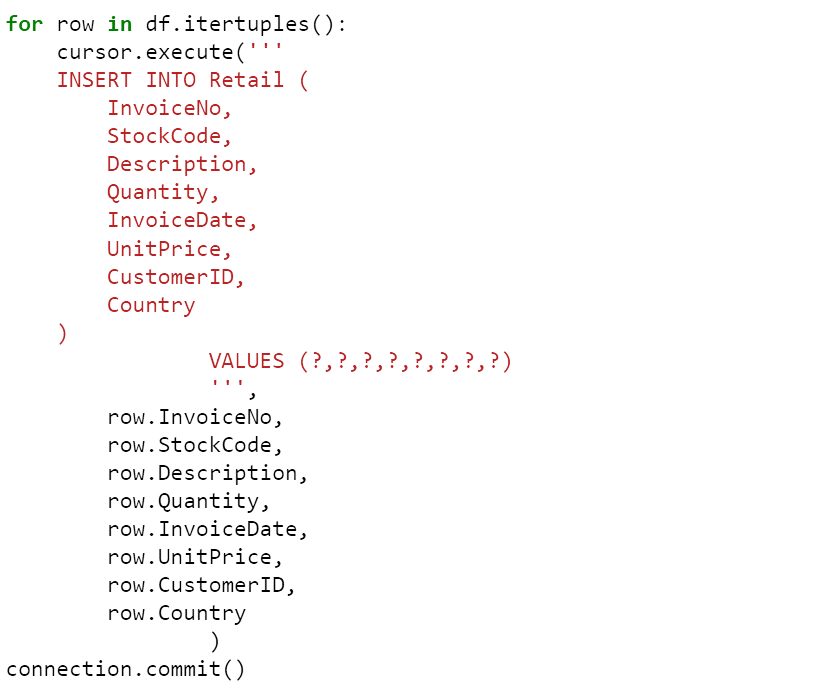 for row in df.itertuples():
    cursor.execute('''
    INSERT INTO Retail (
        InvoiceNo,
        StockCode,
        Description,
        Quantity,
        InvoiceDate,
        UnitPrice,
        CustomerID,
        Country
    )
                VALUES (?,?,?,?,?,?,?,?)
                ''',
        row.InvoiceNo,
        row.StockCode,
        row.Description,
        row.Quantity,
        row.InvoiceDate,
        row.UnitPrice,
        row.CustomerID,
        row.Country
                )
connection.commit()